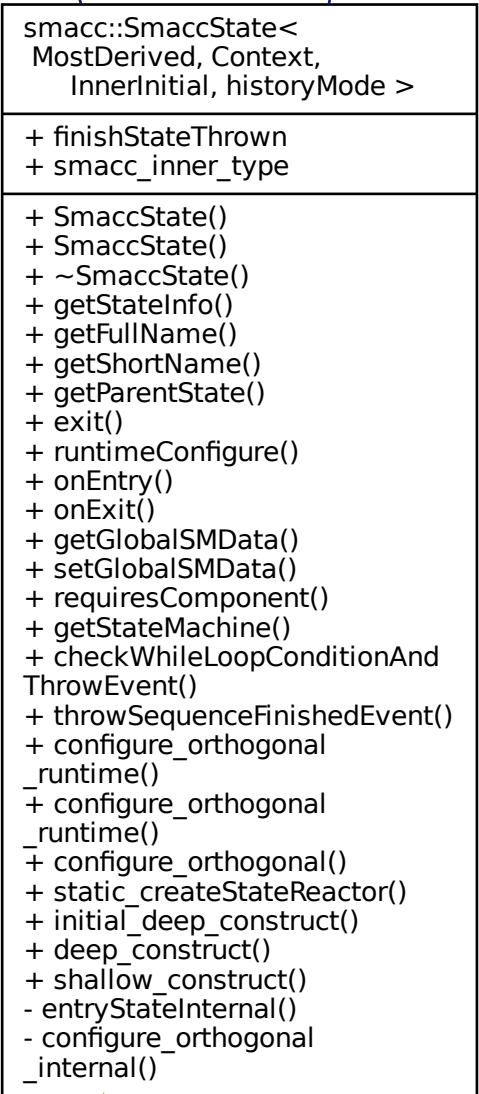 smacc::SmaccState<
MostDerived, Context,
InnerInitial, historyMode >
+ finishStateThrown
+ smacc_inner_type
+ SmaccState()
+ SmaccState()
+ ~SmaccState()
+ getStateInfo()
+ getFullName()
+ getShortName()
+ getParentState()
+ exit()
+ runtimeConfigure()
+ onEntry()
+ onExit()
+ getGlobalSMData()
+ setGlobalSMData()
+ requiresComponent()
+ getStateMachine()
+ checkWhileLoopConditionAnd
ThrowEvent()
+ throwSequenceFinishedEvent()
+ configure_orthogonal
_runtime()
+ configure_orthogonal
_runtime()
+ configure_orthogonal()
+ static_createStateReactor()
+ initial_deep_construct()
+ deep_construct()
+ shallow_construct()
- entryStateInternal()
- configure_orthogonal
_internal()